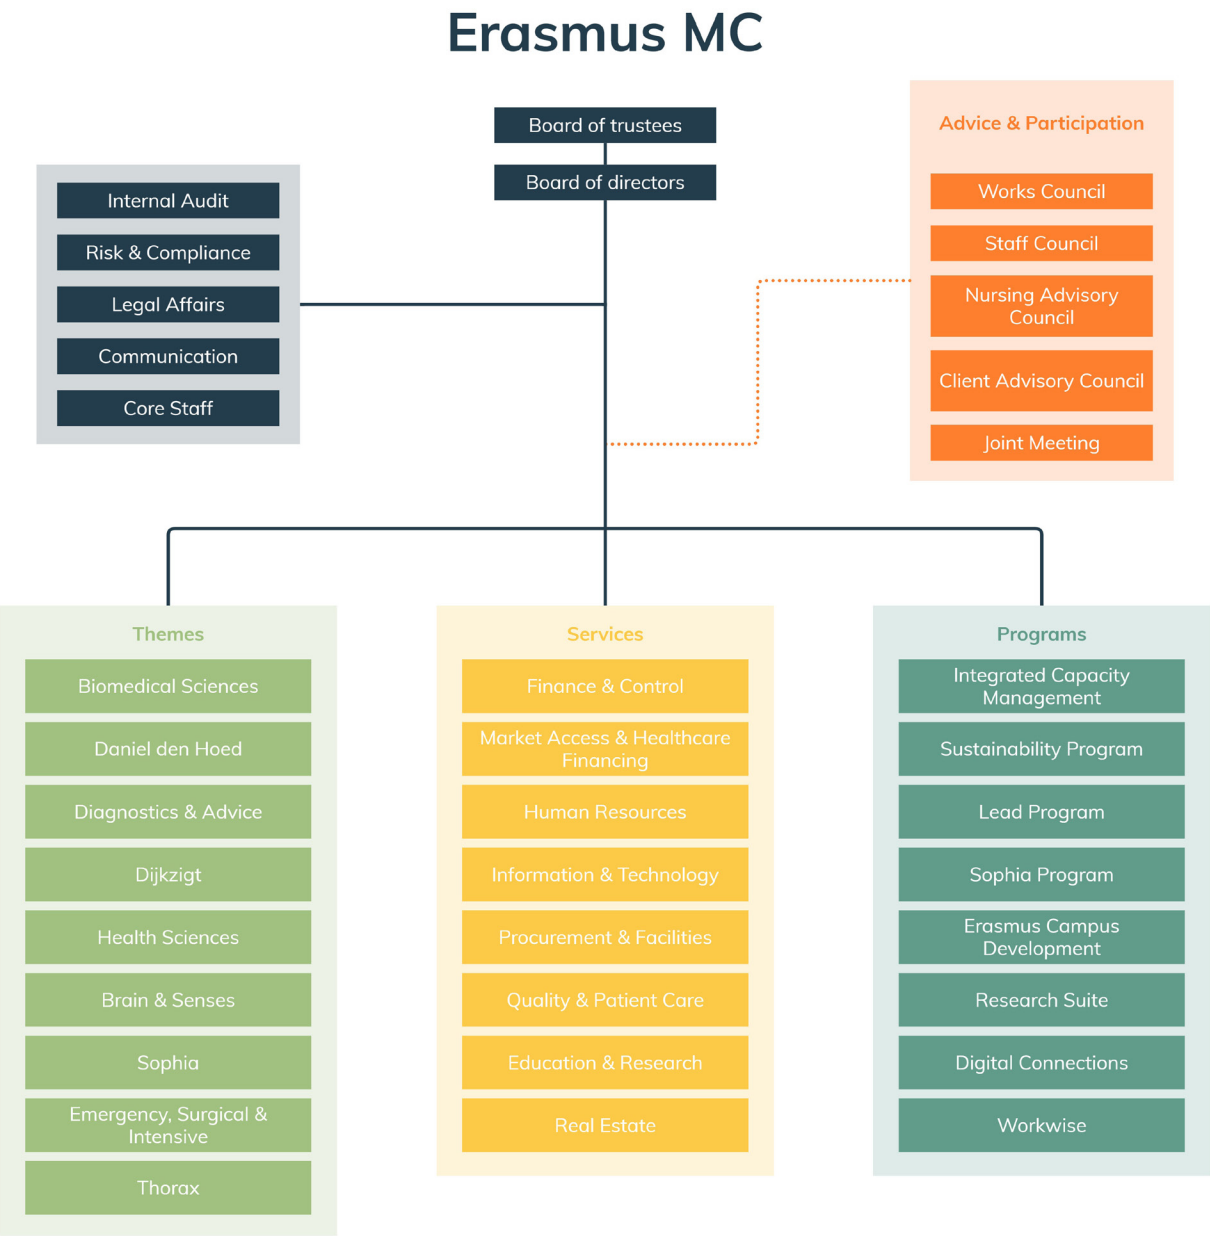 Erasmus MC
Board of trustees
Board of directors
Internal Audit
Risk & Compliance
Legal Affairs
Communication
Core Staff
Advice & Participation
Works Council
Staff Council
Nursing Advisory
Council
Client Advisory Council
Joint Meeting
Themes
Biomedical Sciences
Daniel den Hoed
Diagnostics & Advice
Dijkzigt
Health Sciences
Brain & Senses
Sophia
Emergency, Surgical &
Intensive
Thorax
Services
Finance & Control
Market Access & Healthcare
Financing
Human Resources
Information & Technology
Procurement & Facilities
Quality & Patient Care
Education & Research
Real Estate
Programs
Integrated Capacity
Management
Sustainability Program
Lead Program
Sophia Program
Erasmus Campus
Development
Research Suite
Digital Connections
Workwise